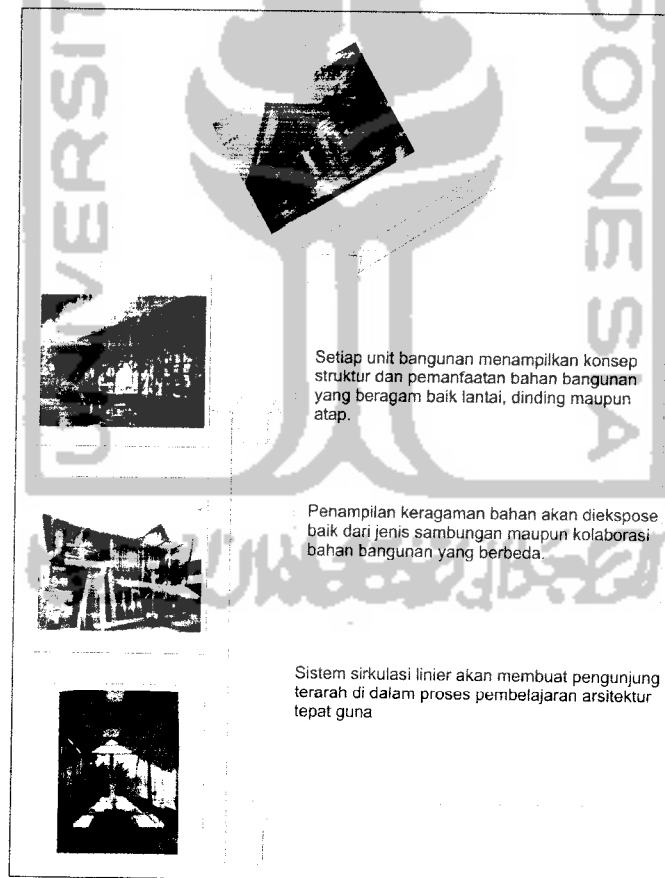 UNIVERSIT
INDONESIA
Setiap unit bangunan menampilkan konsep
struktur dan pemanfaatan bahan bangunan
yang beragam baik lantai, dinding maupun
atap.
Penampilan keragaman bahan akan diekspose
baik dari jenis sambungan maupun kolaborasi
bahan bangunan yang berbeda.
Sistem sirkulasi linier akan membuat pengunjung
terarah di dalam proses pembelajaran arsitektur
tepat guna